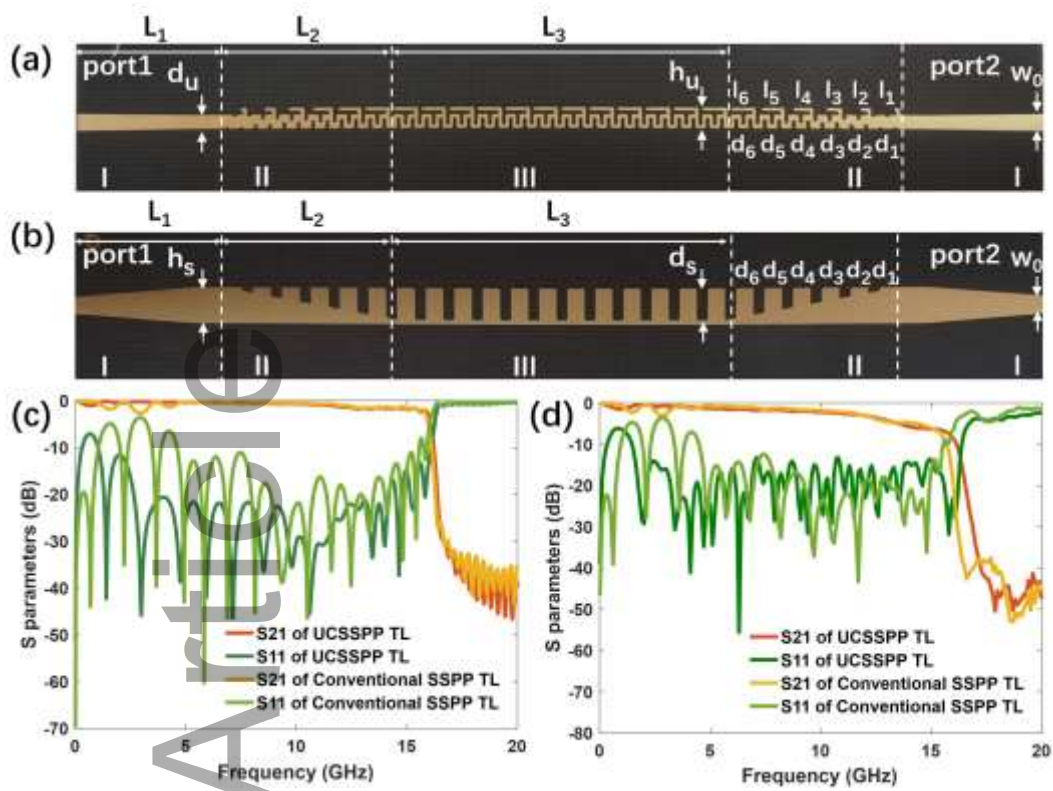 L1 L2 L3
(a)
port1 du hu l6 l5 l4 l3 l2 l1 port2 w0
d6 d5 d4 d3 d2 d1
I II III II I
L1 L2 L3
(b)
port1 hs ds d6 d5 d4 d3 d2 d1 port2 w0
I II III II I
(c)
0
-10
-20
-30
-40
-50
-60
-70
S parameters (dB)
S21 of UCSSPP TL
S11 of UCSSPP TL
S21 of Conventional SSPP TL
S11 of Conventional SSPP TL
0 5 10 15 20
Frequency (GHz)
(d)
0
-10
-20
-30
-40
-50
-60
-70
-80
S parameters (dB)
S21 of UCSSPP TL
S11 of UCSSPP TL
S21 of Conventional SSPP TL
S11 of Conventional SSPP TL
0 5 10 15 20
Frequency (GHz)
Article